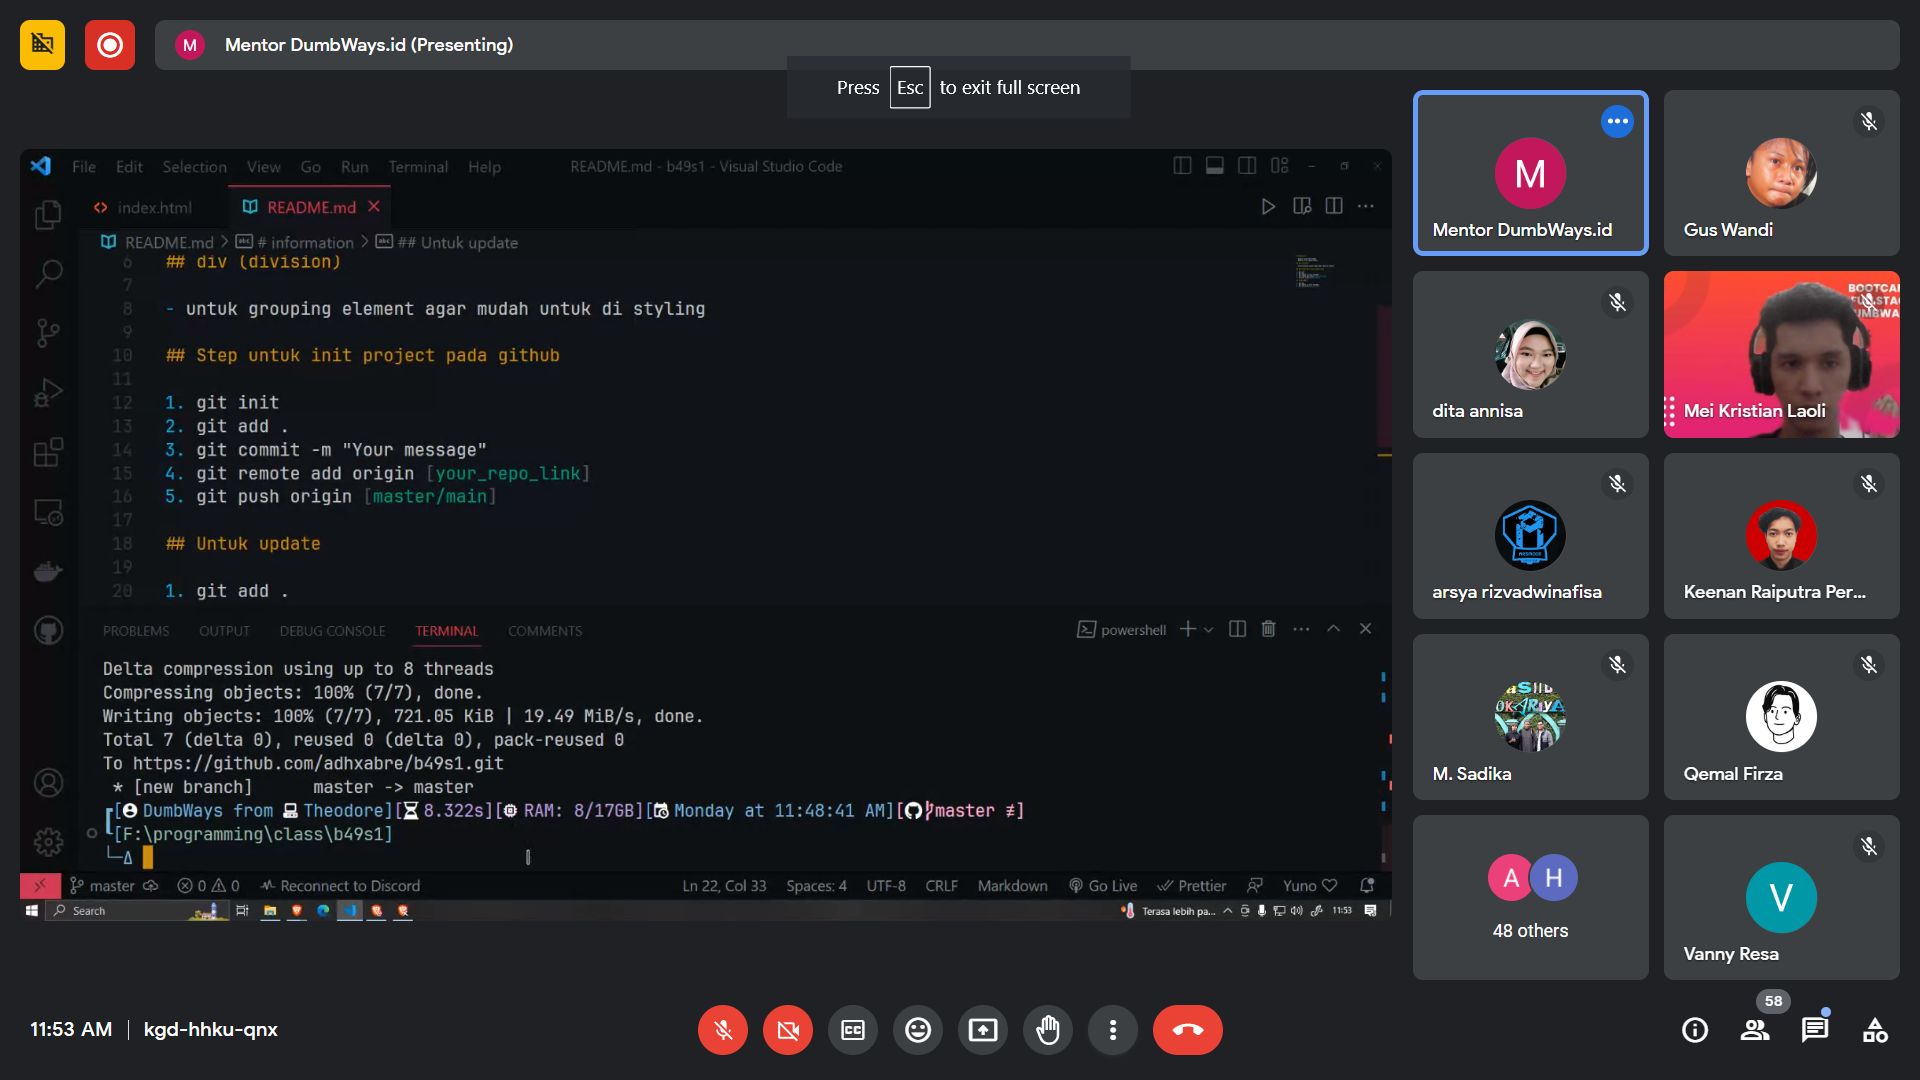 M Mentor DumbWays.id (Presenting)
Press Esc to exit full screen
File Edit Selection View Go Run Terminal Help README.md - b49s1 - Visual Studio Code
index.html README.md
README.md > # information > ## Untuk update
6 ## div (division)
7
8 - untuk grouping element agar mudah untuk di styling
9
10 ## Step untuk init project pada github
11
12 1. git init
13 2. git add .
14 3. git commit -m "Your message"
15 4. git remote add origin [your_repo_link]
16 5. git push origin [master/main]
17
18 ## Untuk update
19
20 1. git add .
PROBLEMS OUTPUT DEBUG CONSOLE TERMINAL COMMENTS powershell
Delta compression using up to 8 threads
Compressing objects: 100% (7/7), done.
Writing objects: 100% (7/7), 721.05 KiB | 19.49 MiB/s, done.
Total 7 (delta 0), reused 0 (delta 0), pack-reused 0
To https://github.com/adhxabre/b49s1.git
* [new branch] master -> master
[DumbWays from Theodore][8.322s][RAM: 8/17GB][Monday at 11:48:41 AM][master ≢]
[F:\programming\class\b49s1]
Δ
master 0 0 Reconnect to Discord Ln 22, Col 33 Spaces: 4 UTF-8 CRLF Markdown Go Live Prettier Yuno
Search Terasa lebih pa... 11:53
M
Mentor DumbWays.id
Gus Wandi
dita annisa
Mei Kristian Laoli
arsya rizvadwinafisa
Keenan Raiputra Per...
M. Sadika
Qemal Firza
A H
48 others
V
Vanny Resa
11:53 AM | kgd-hhku-qnx
58